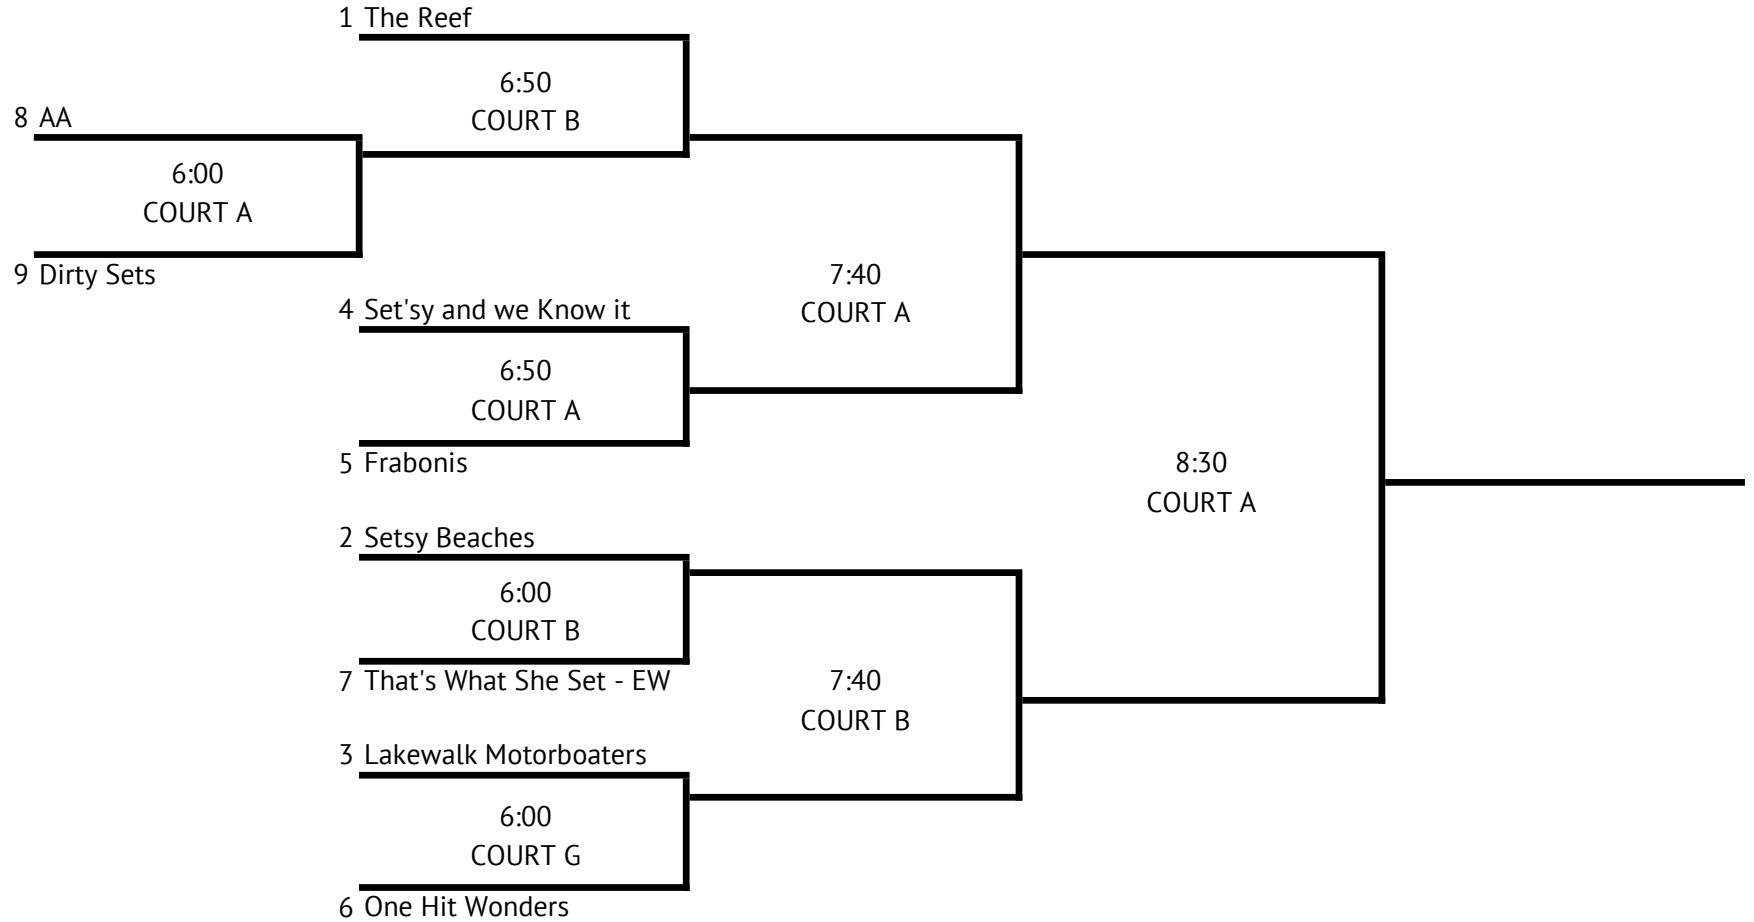 1 The Reef
6:50
COURT B
8 AA
6:00
COURT A
9 Dirty Sets
7:40
COURT A
4 Set'sy and we Know it
6:50
COURT A
5 Frabonis
8:30
COURT A
2 Setsy Beaches
6:00
COURT B
7 That's What She Set - EW
7:40
COURT B
3 Lakewalk Motorboaters
6:00
COURT G
6 One Hit Wonders